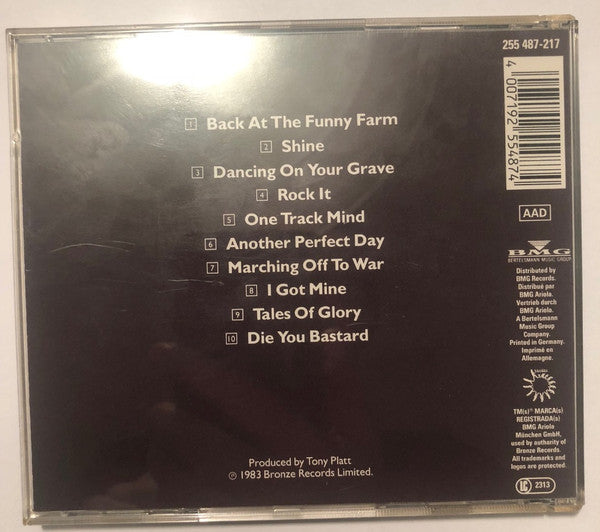 255 487-217
4 007192 554874
1 Back At The Funny Farm
2 Shine
3 Dancing On Your Grave
4 Rock It
5 One Track Mind
6 Another Perfect Day
7 Marching Off To War
8 I Got Mine
9 Tales Of Glory
10 Die You Bastard
AAD
BMG
BERTELSMANN MUSIC GROUP
Distributed by
BMG Records.
Distribué par
BMG Ariola.
Vertrieb durch
BMG Ariola.
A Bertelsmann
Music Group
Company.
Printed in Germany.
Imprimé en
Allemagne.
TM(s)® MARCA(s)
REGISTRADA(s)
BMG Ariola
München GmbH,
used by authority of
Bronze Records.
All trademarks and
logos are protected.
LC 2313
Produced by Tony Platt
℗ 1983 Bronze Records Limited.